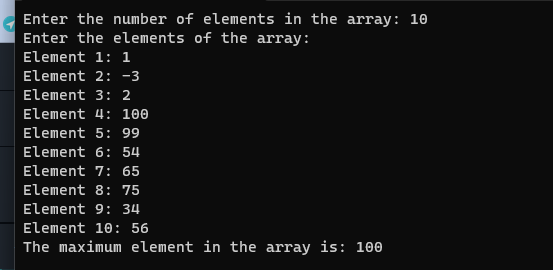 Enter the number of elements in the array: 10
Enter the elements of the array:
Element 1: 1
Element 2: -3
Element 3: 2
Element 4: 100
Element 5: 99
Element 6: 54
Element 7: 65
Element 8: 75
Element 9: 34
Element 10: 56
The maximum element in the array is: 100